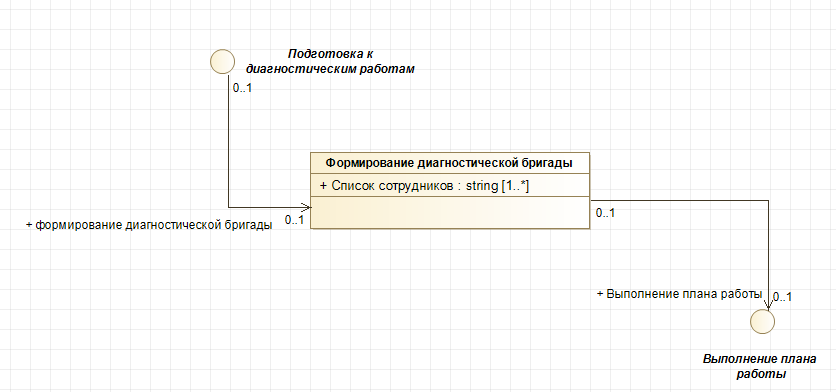 Подготовка к
диагностическим работам
0..1
Формирование диагностической бригады
+ Список сотрудников : string [1..*]
0..1
+ формирование диагностической бригады
0..1
+ Выполнение плана работы
0..1
Выполнение плана
работы